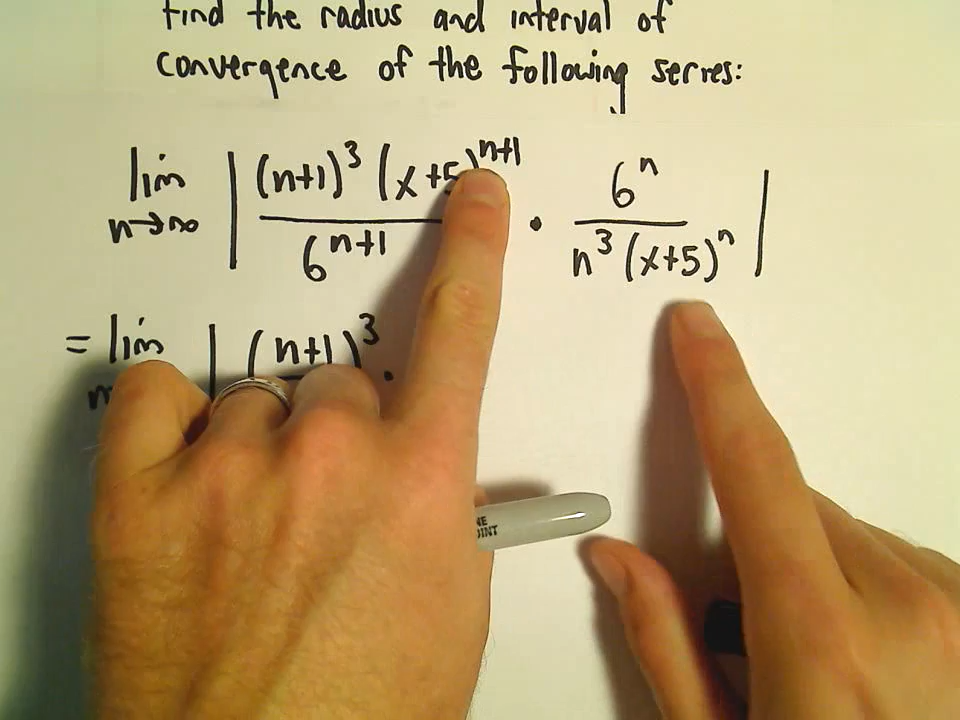 find the radius and interval of
convergence of the following series:
lim n→∞ | (n+1)^3 (x+5)^{n+1} / 6^{n+1} · 6^n / n^3 (x+5)^n |
= lim | (n+1)^3 ·